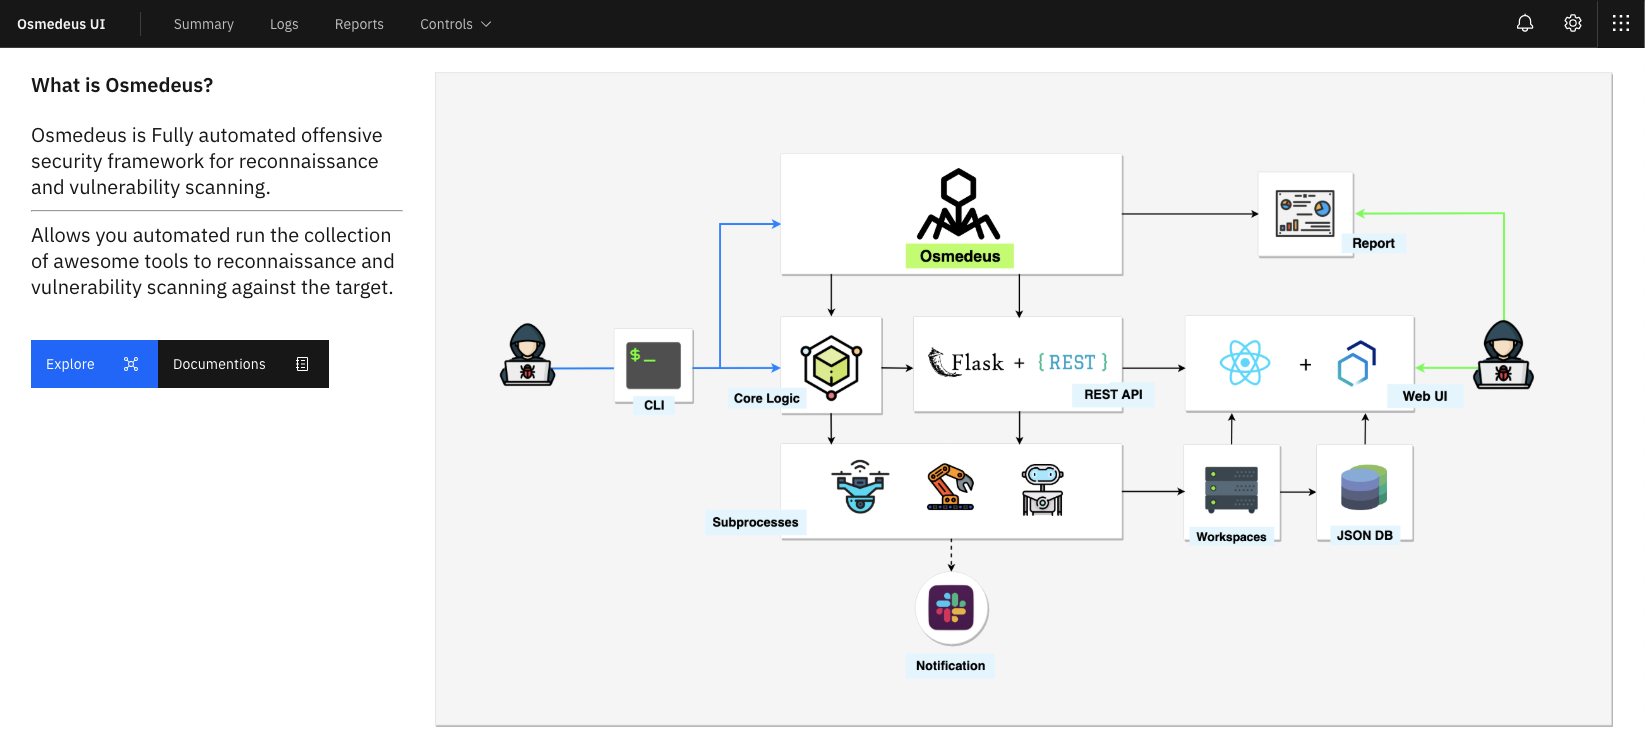 Osmedeus UI
Summary
Logs
Reports
Controls
What is Osmedeus?
Osmedeus is Fully automated offensive
security framework for reconnaissance
and vulnerability scanning.
Allows you automated run the collection
of awesome tools to reconnaissance and
vulnerability scanning against the target.
Explore
Documentions
Osmedeus
Report
$_
CLI
Core Logic
Flask + {REST}
REST API
+
Web UI
Subprocesses
Workspaces
JSON DB
Notification